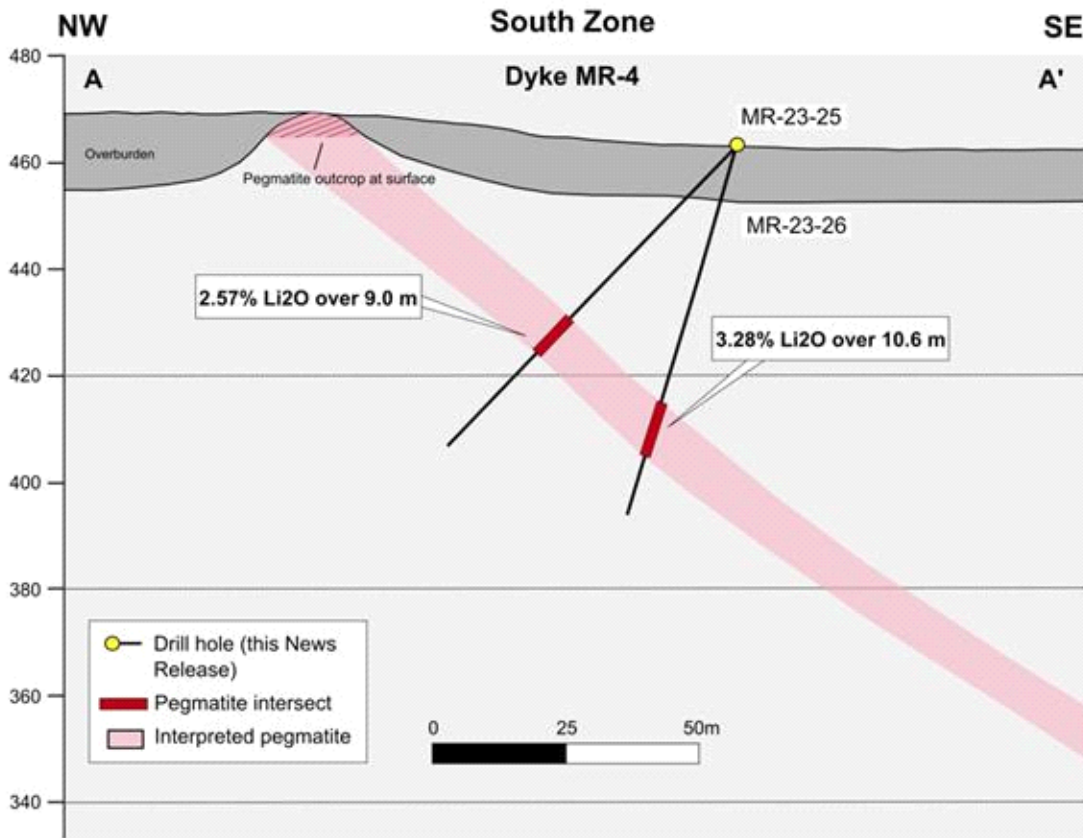 NW
South Zone
SE
A
Dyke MR-4
A'
480
460
440
420
400
380
360
340
MR-23-25
Overburden
Pegmatite outcrop at surface
MR-23-26
2.57% Li2O over 9.0 m
3.28% Li2O over 10.6 m
Drill hole (this News
Release)
Pegmatite intersect
Interpreted pegmatite
0 25 50m